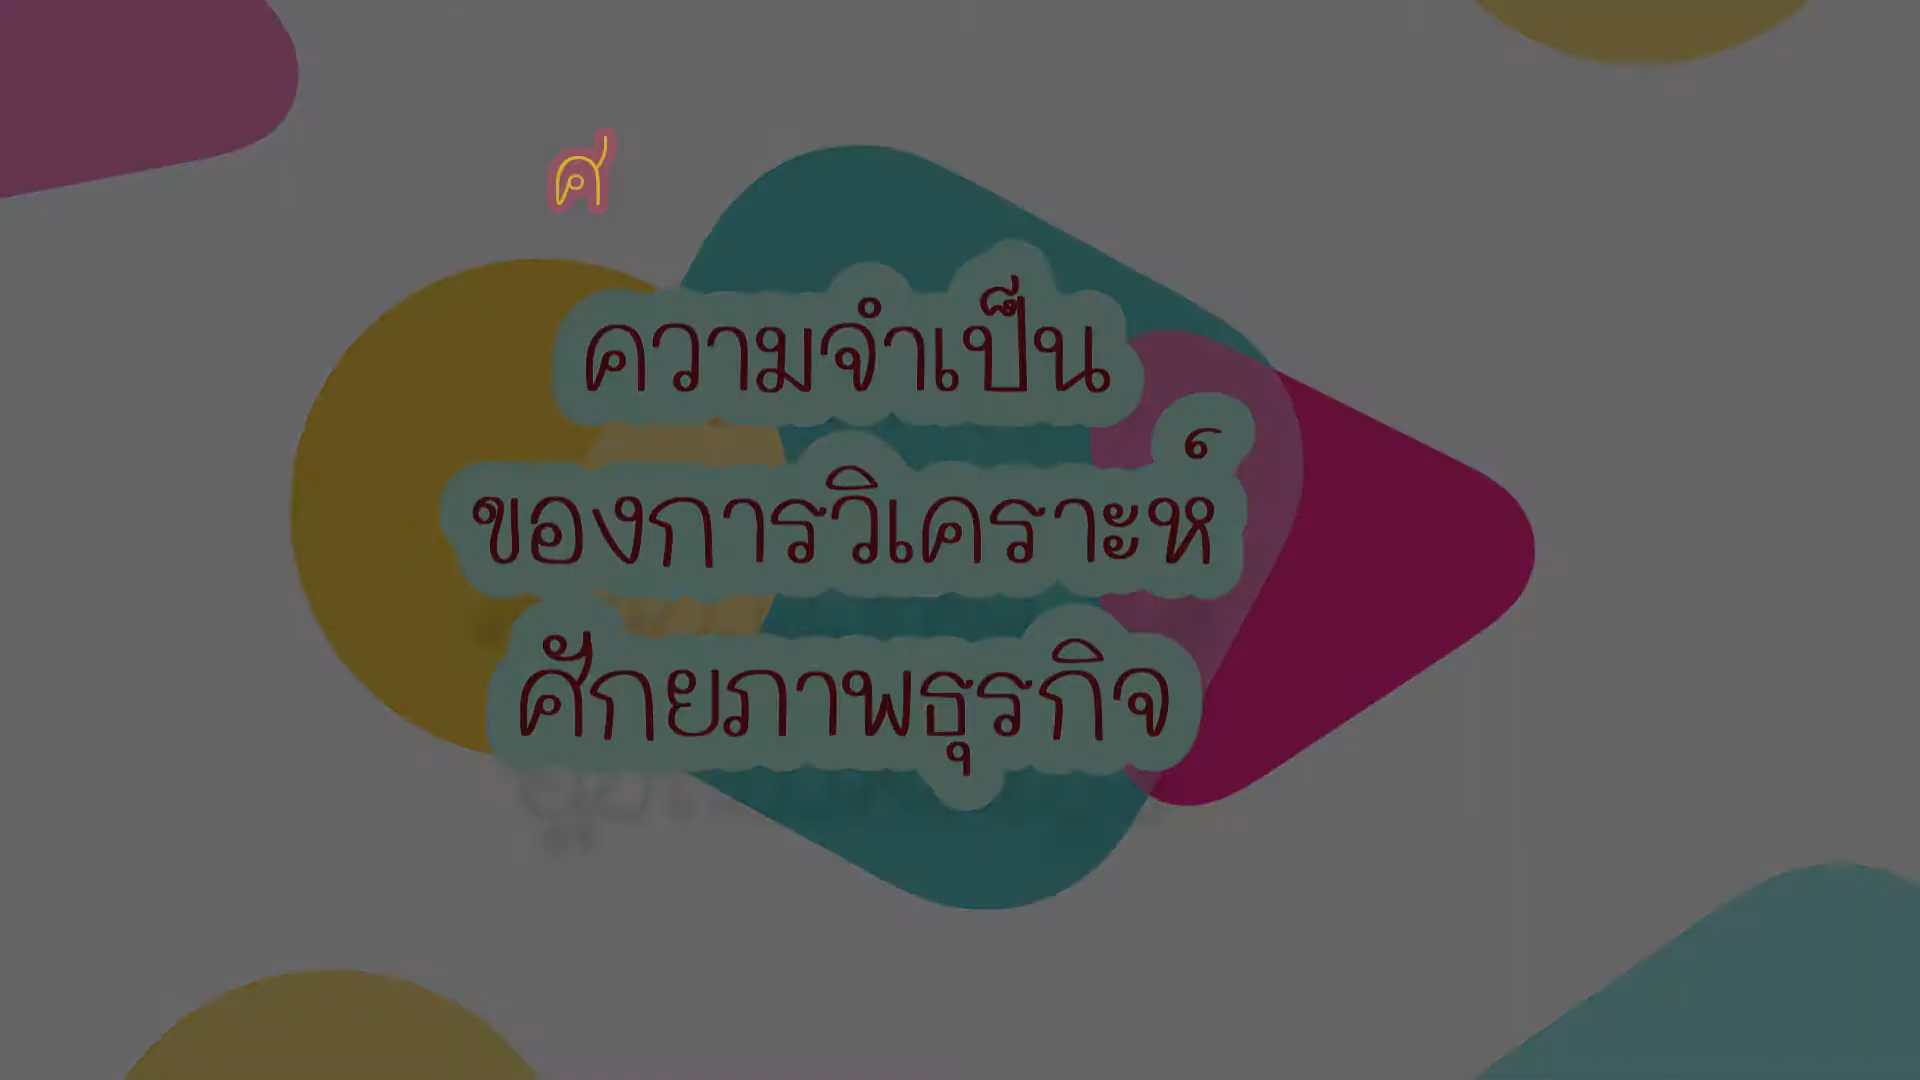 ศ
ความจำเป็น
ของการวิเคราะห์
ศักยภาพธุรกิจ